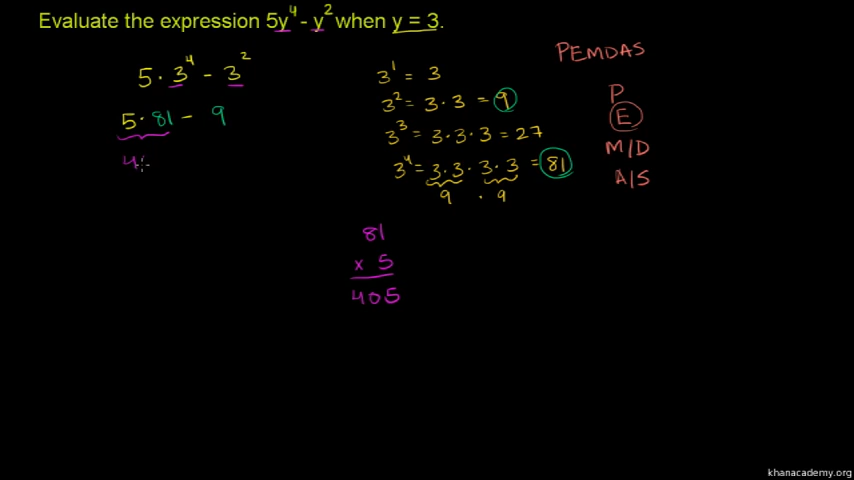 Evaluate the expression 5y⁴ - y² when y = 3.
5 · 3⁴ - 3²
5 · 81 - 9
4
3¹ = 3
3² = 3 · 3 = 9
3³ = 3 · 3 · 3 = 27
3⁴ = 3 · 3 · 3 · 3 = 81
9 · 9
PEMDAS
P
E
M/D
A/S
81
x 5
405
khanacademy.org